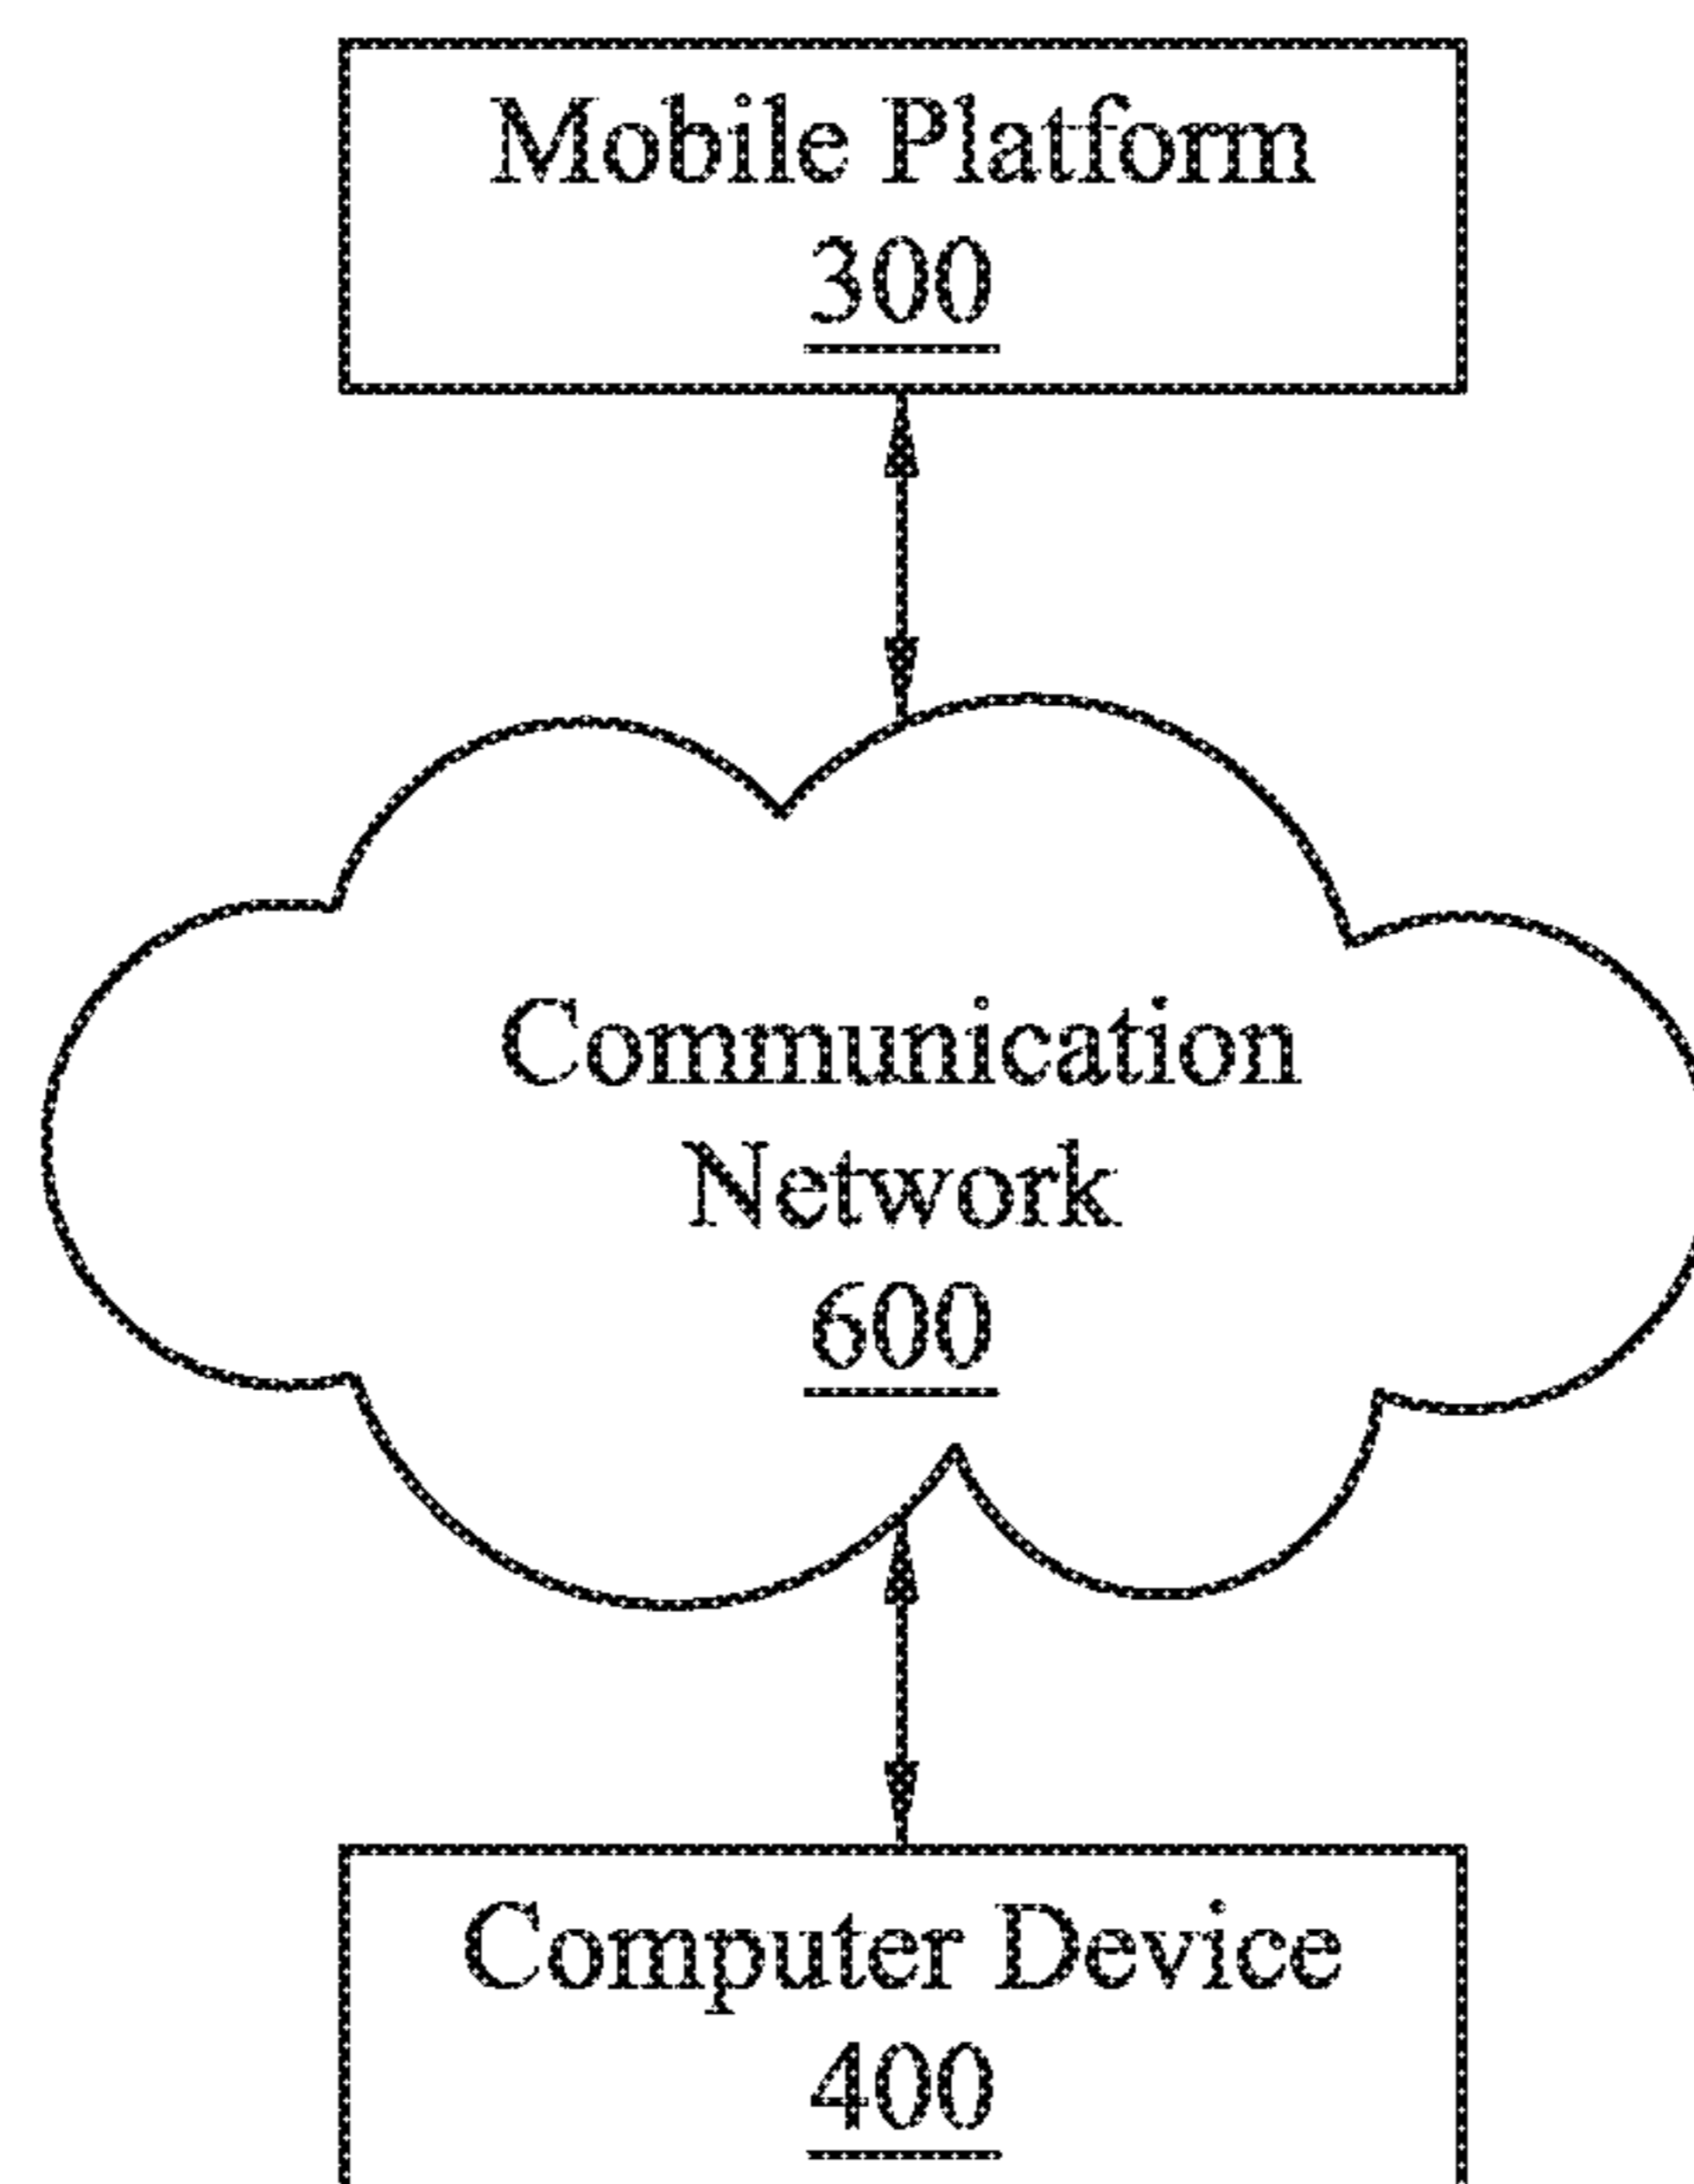 Mobile Platform
300
Communication
Network
600
Computer Device
400